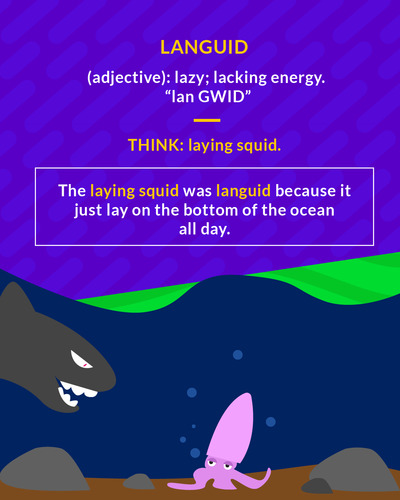 LANGUID
(adjective): lazy; lacking energy.
“lan GWID”
THINK: laying squid.
The laying squid was languid because it
just lay on the bottom of the ocean
all day.